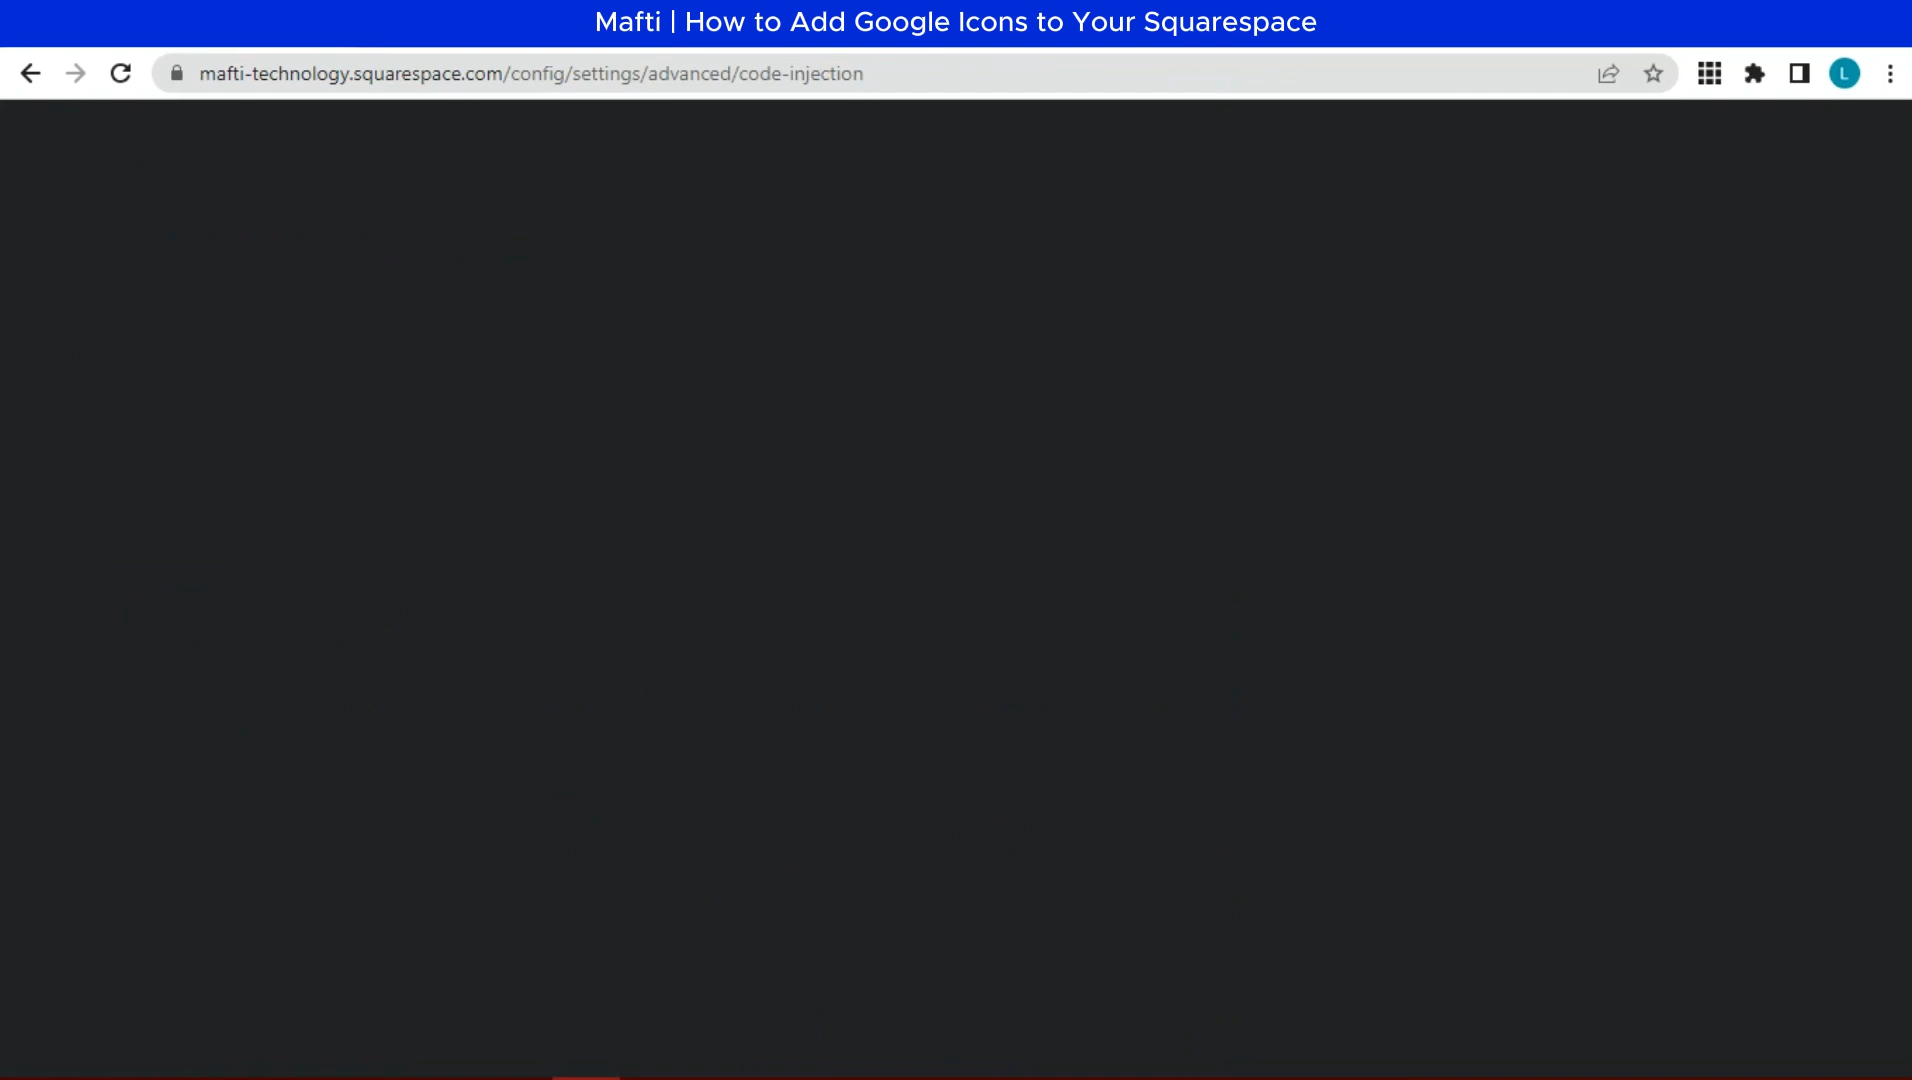 Mafti | How to Add Google Icons to Your Squarespace
mafti-technology.squarespace.com/config/settings/advanced/code-injection
L